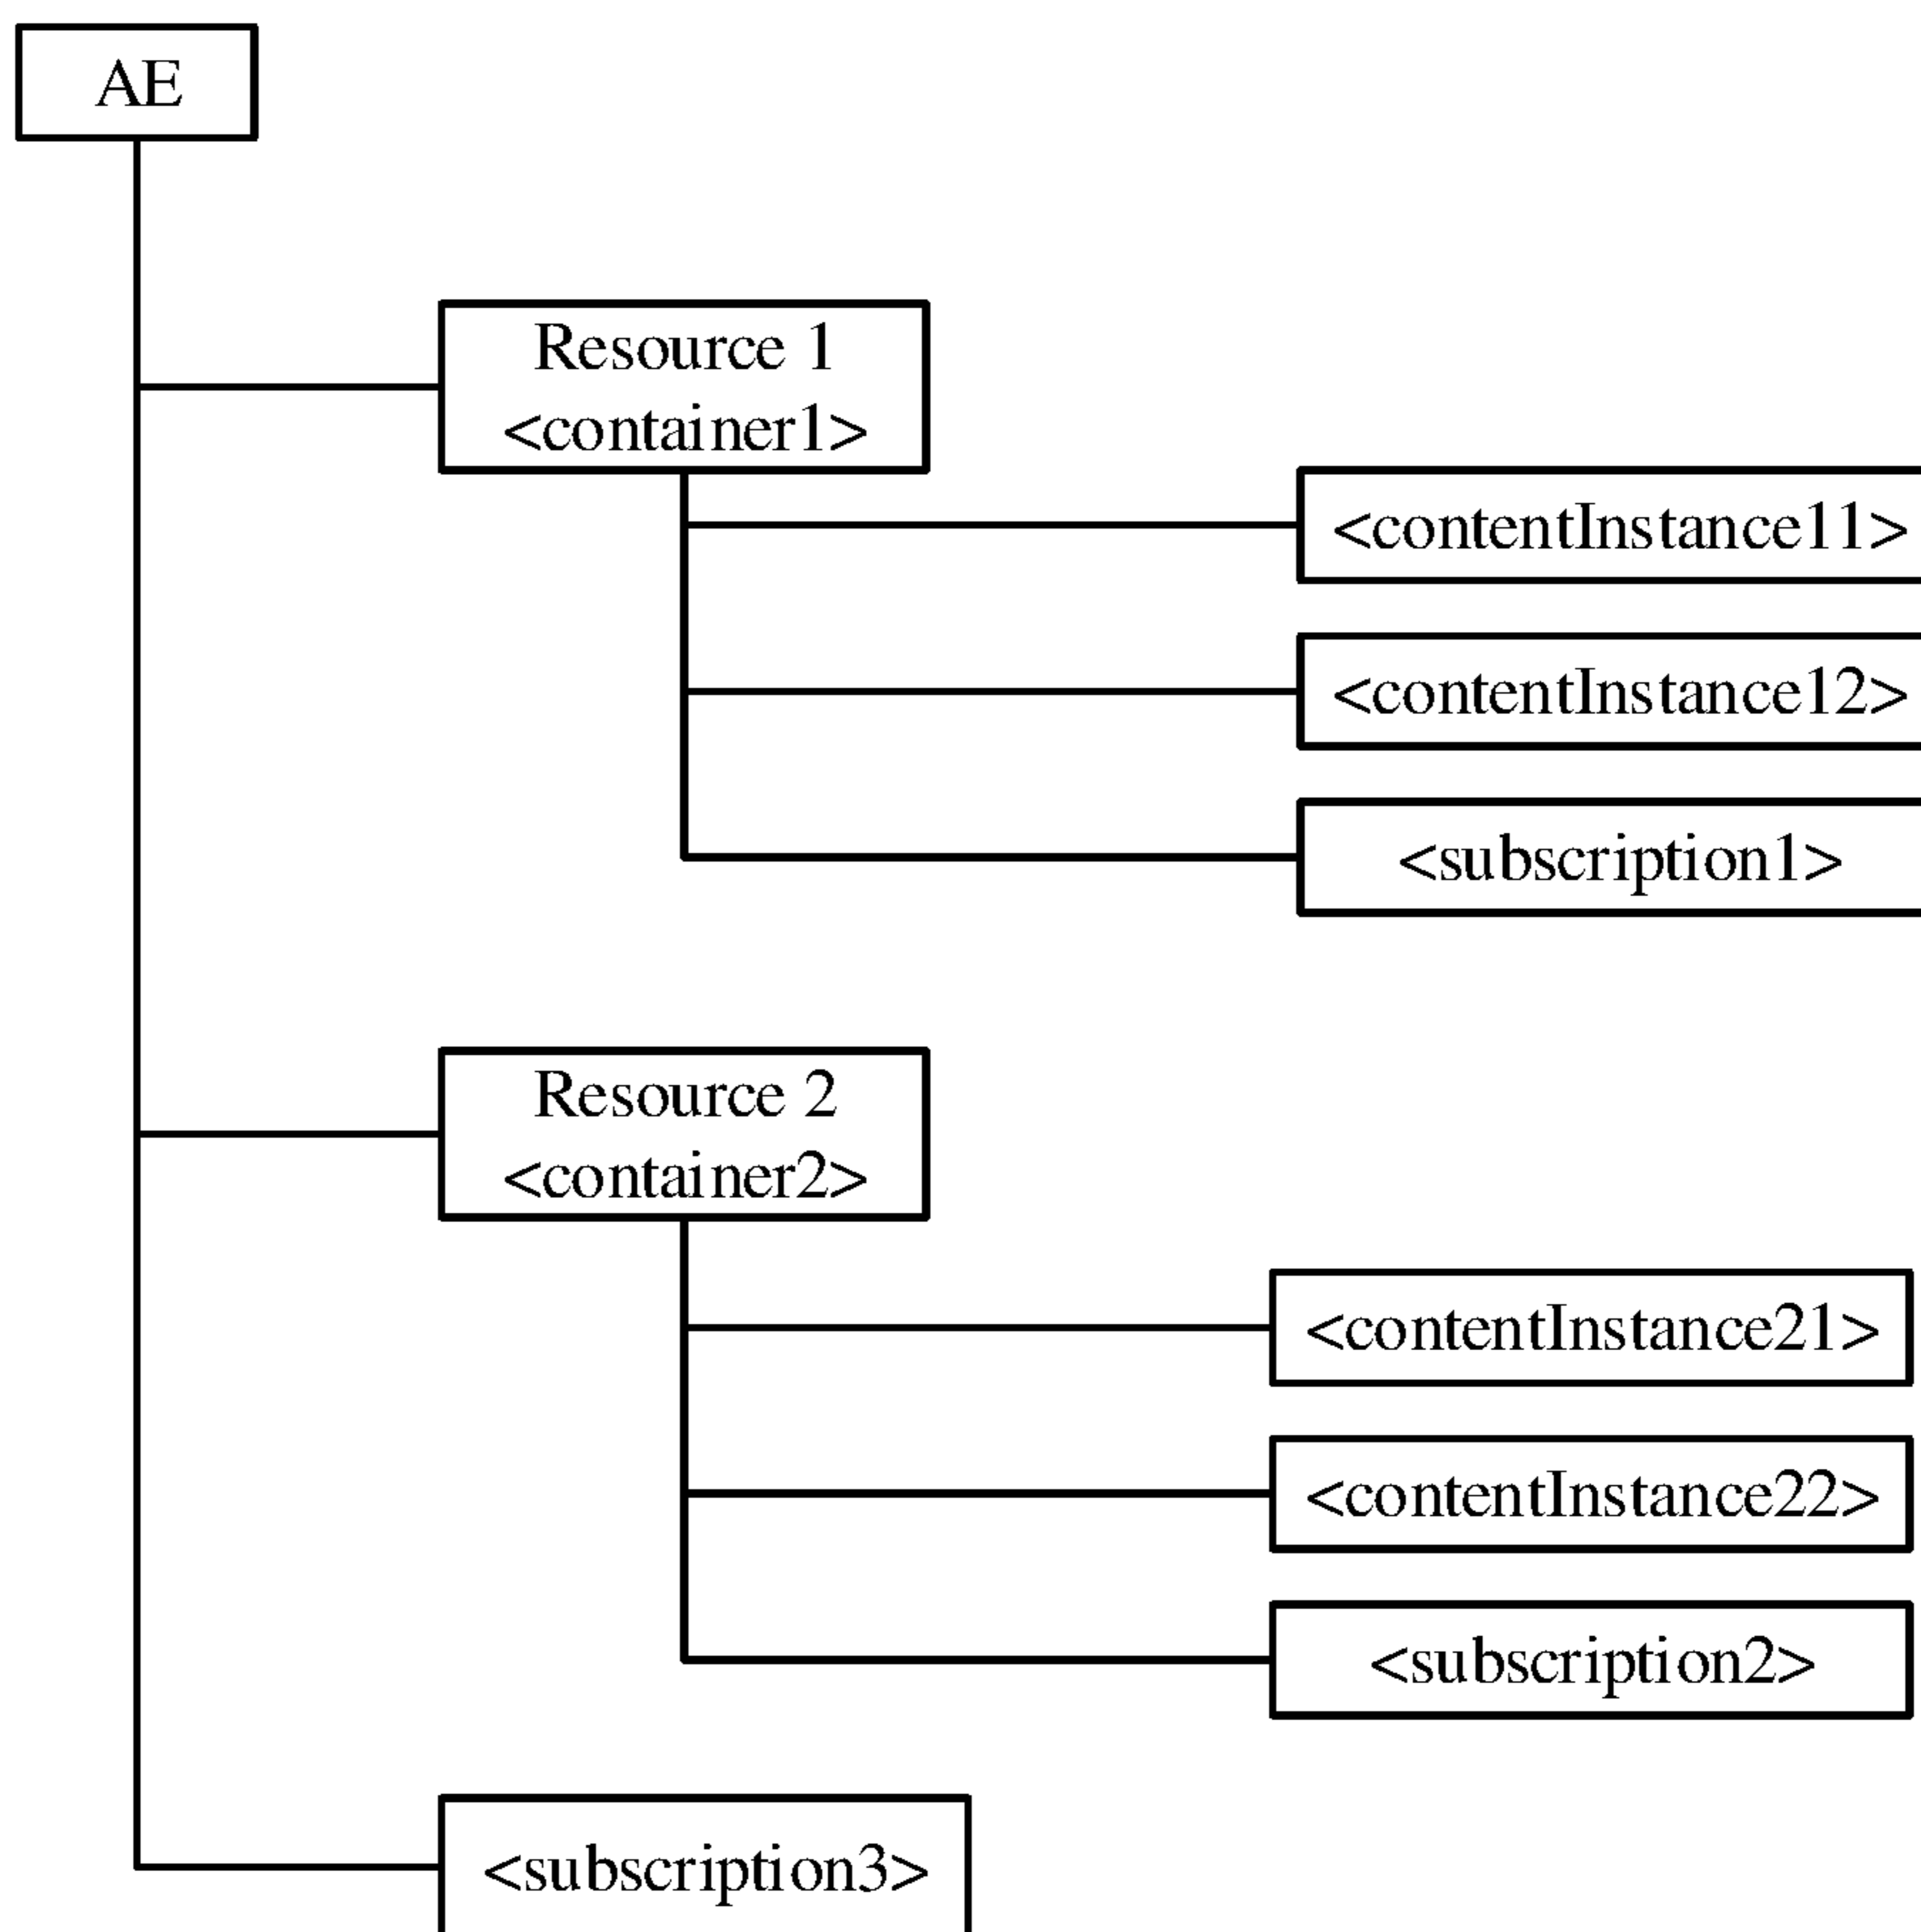 AE
Resource 1
<container1>
<contentInstance11>
<contentInstance12>
<subscription1>
Resource 2
<container2>
<contentInstance21>
<contentInstance22>
<subscription2>
<subscription3>